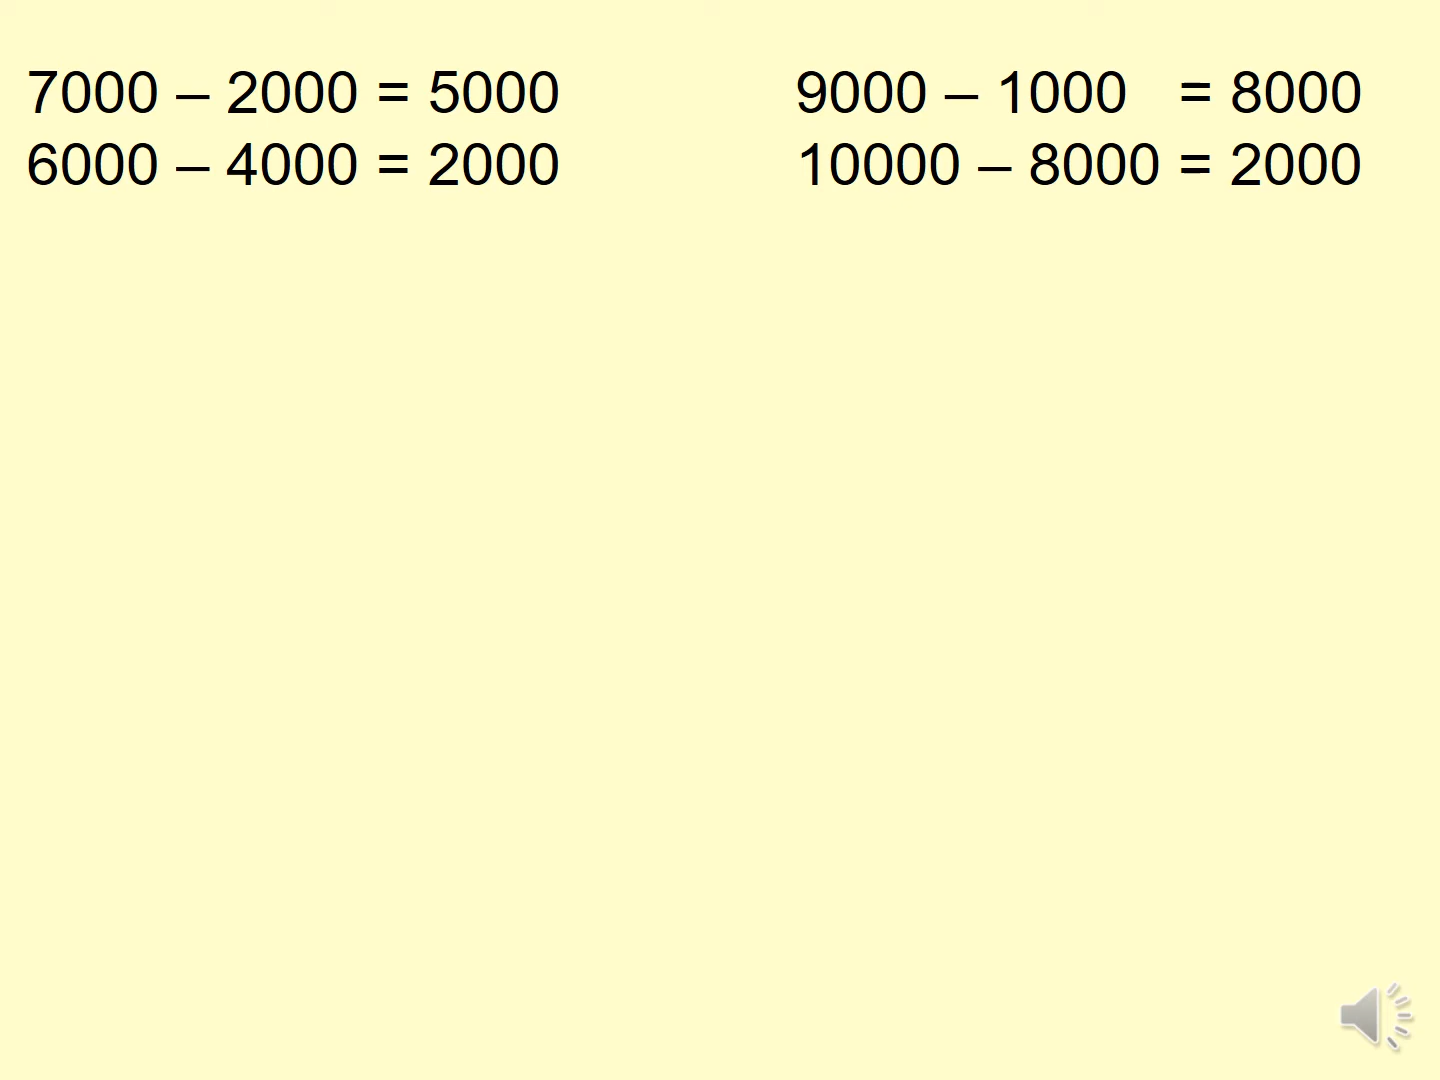 7000 – 2000 = 5000
6000 – 4000 = 2000
9000 – 1000 = 8000
10000 – 8000 = 2000